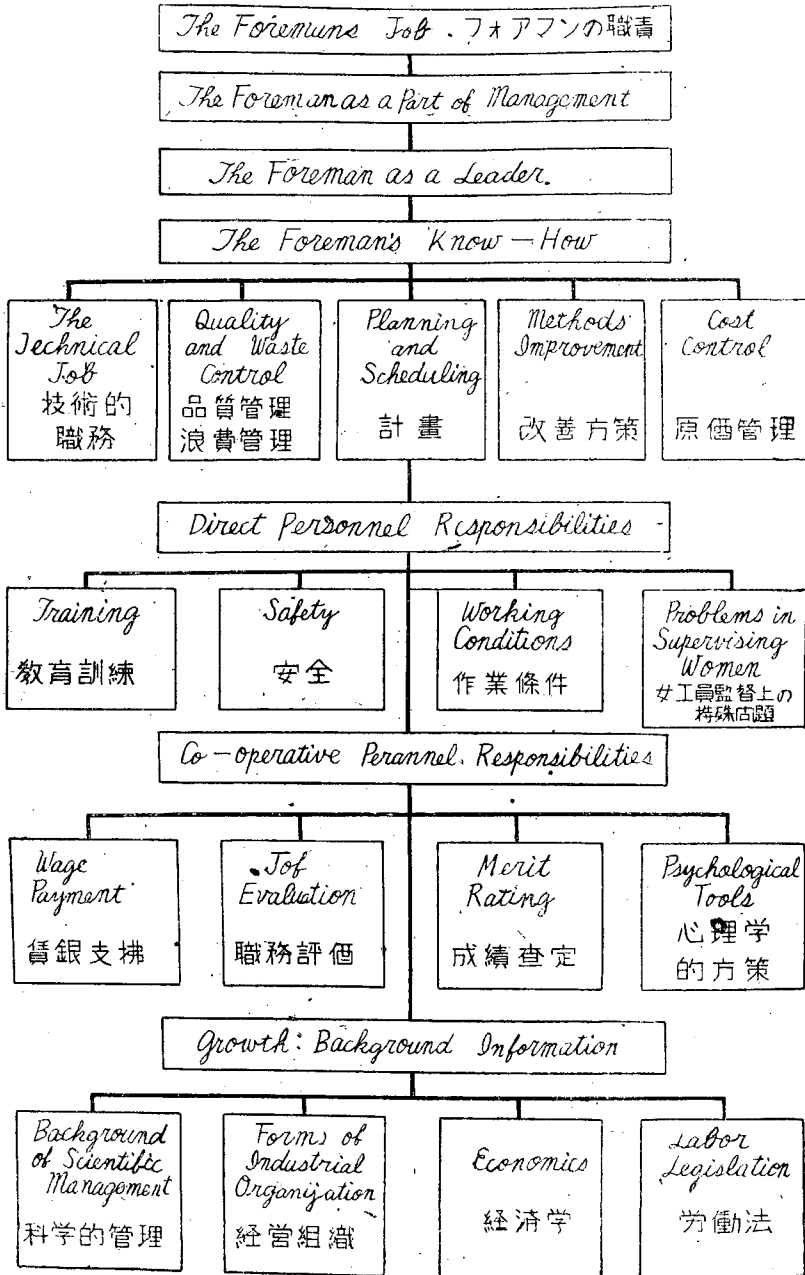 The Foremuns Job . フォアマンの職責
The Foreman as a Part of Management
The Foreman as a Leader.
The Foreman's Know-How
The
Technical
Job
技術的
職務
Quality
and Waste
Control
品質管理
浪費管理
Planning
and
Scheduling
計畫
Methods
Improvement
改善方策
Cost
Control
原価管理
Direct Personnel Responsibilities
Training
教育訓練
Safety
安全
Working
Conditions
作業條件
Problems in
Supervising
Women
女工員監督上の
特殊問題
Co-operative Perannel. Responsibilities
Wage
Payment
賃銀支拂
Job
Evaluation
職務評価
Merit
Rating
成績査定
Psychological
Tools
心理学
的方策
Growth: Background Information
Background
of Scientific
Management
科学的管理
Forms of
Industrial
Organization
経営組織
Economics
経済学
Labor
Legislation
労働法